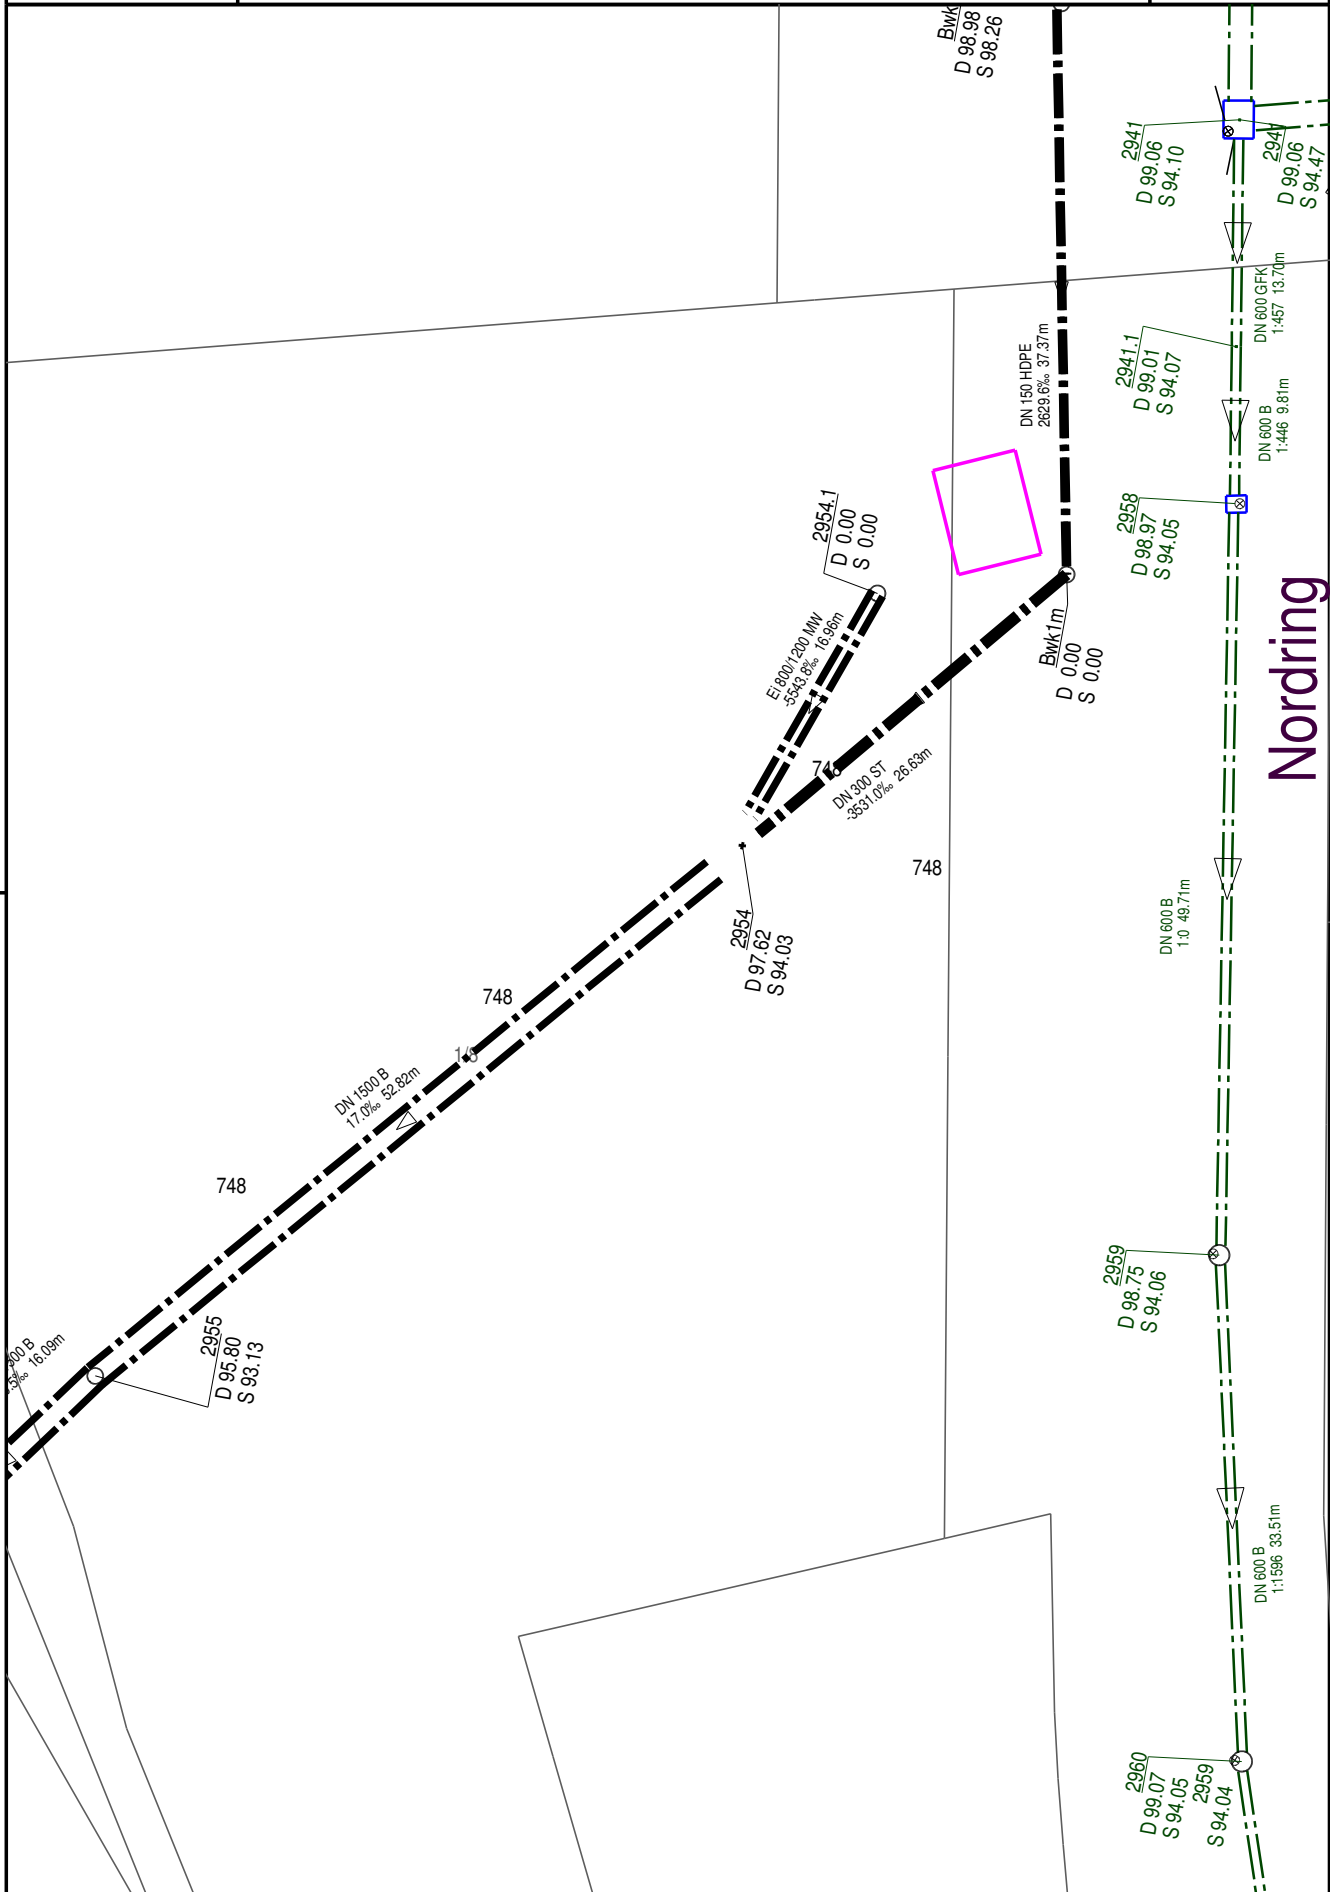 Bwk
D 98.98
S 98.26
2941
D 99.06
S 94.10
D 99.06
S 94.47
DN 600 GFK
1:457 13.70m
2941.1
D 99.01
S 94.07
DN 150 HDPE
2629.6‰ 37.37m
DN 600 B
1:446 9.81m
2954.1
D 0.00
S 0.00
2958
D 98.97
S 94.05
Ei 800/1200 MW
-5543.8‰ 16.96m
Bwk1m
D 0.00
S 0.00
Nordring
DN 300 ST
-3531.0‰ 26.63m
748
2954
D 97.62
S 94.03
DN 600 B
1:0 49.71m
748
DN 1500 B
17.0‰ 52.82m
748
2955
D 95.80
S 93.13
16.09m
2959
D 98.75
S 94.06
DN 600 B
1:1596 33.51m
2960
D 99.07
S 94.05
2959
S 94.04